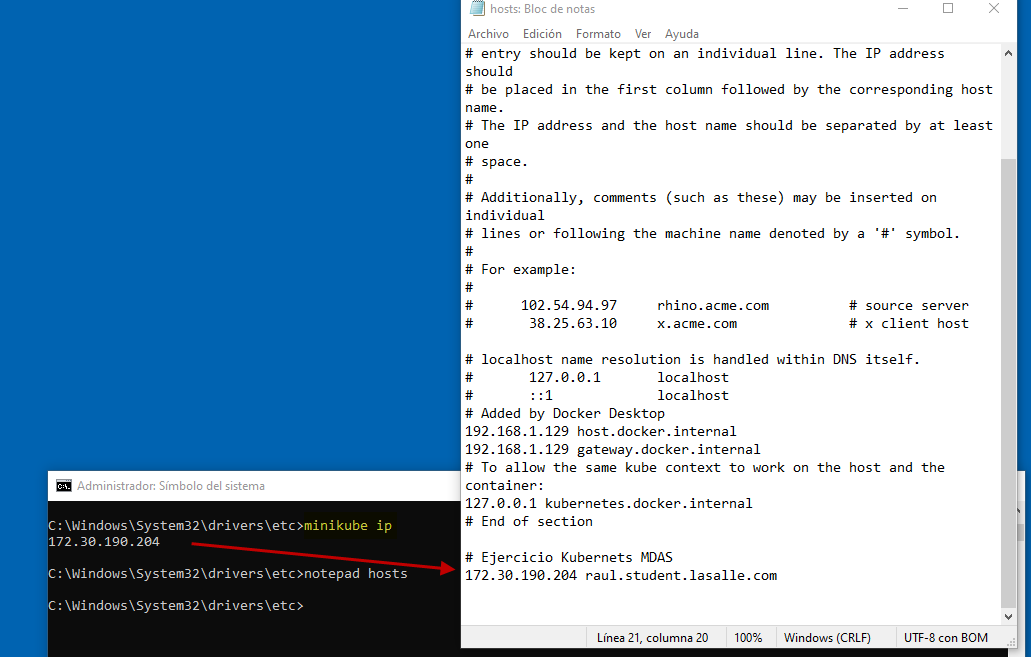 hosts: Bloc de notas
Archivo Edición Formato Ver Ayuda
# entry should be kept on an individual line. The IP address
should
# be placed in the first column followed by the corresponding host
name.
# The IP address and the host name should be separated by at least
one
# space.
#
# Additionally, comments (such as these) may be inserted on
individual
# lines or following the machine name denoted by a '#' symbol.
#
# For example:
#
#      102.54.94.97     rhino.acme.com          # source server
#       38.25.63.10     x.acme.com              # x client host
# localhost name resolution is handled within DNS itself.
#       127.0.0.1       localhost
#       ::1             localhost
# Added by Docker Desktop
192.168.1.129 host.docker.internal
192.168.1.129 gateway.docker.internal
# To allow the same kube context to work on the host and the
container:
127.0.0.1 kubernetes.docker.internal
# End of section
# Ejercicio Kubernets MDAS
172.30.190.204 raul.student.lasalle.com
Línea 21, columna 20 100% Windows (CRLF) UTF-8 con BOM
Administrador: Símbolo del sistema
C:\Windows\System32\drivers\etc>minikube ip
172.30.190.204
C:\Windows\System32\drivers\etc>notepad hosts
C:\Windows\System32\drivers\etc>